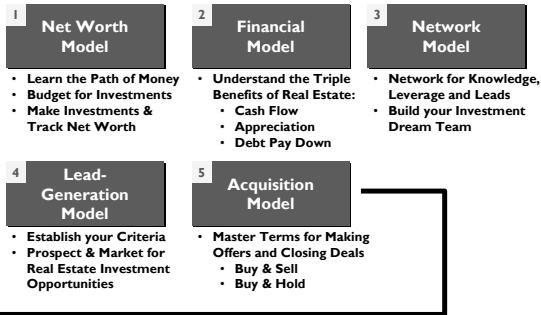 1
Net Worth
Model
• Learn the Path of Money
• Budget for Investments
• Make Investments &
Track Net Worth
2
Financial
Model
• Understand the Triple
Benefits of Real Estate:
• Cash Flow
• Appreciation
• Debt Pay Down
3
Network
Model
• Network for Knowledge,
Leverage and Leads
• Build your Investment
Dream Team
4
Lead-
Generation
Model
• Establish your Criteria
• Prospect & Market for
Real Estate Investment
Opportunities
5
Acquisition
Model
• Master Terms for Making
Offers and Closing Deals
• Buy & Sell
• Buy & Hold